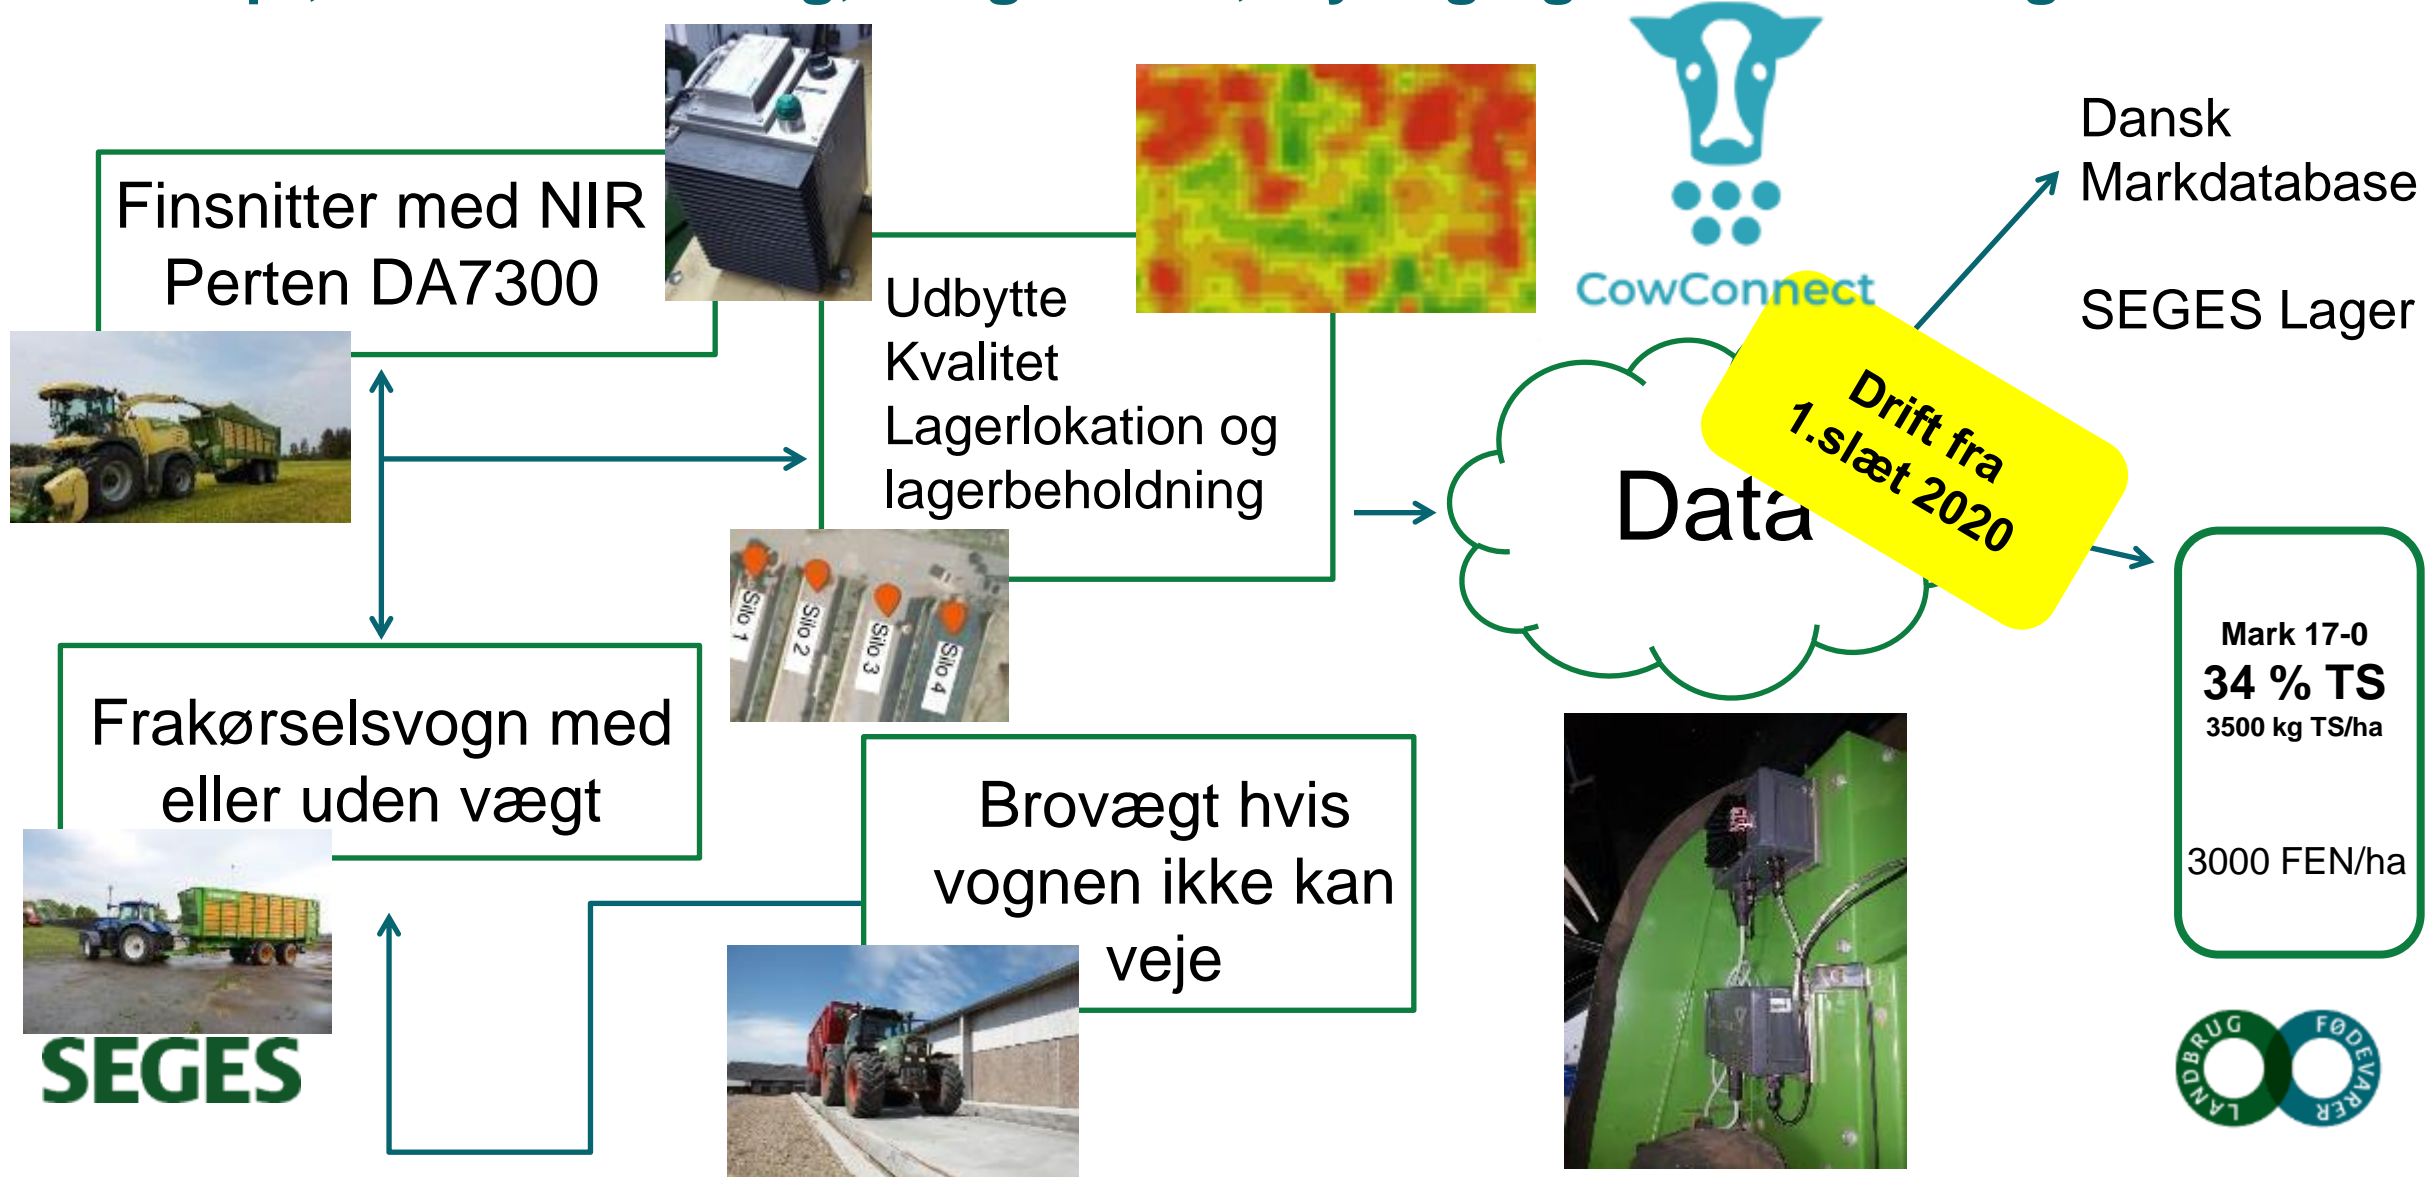 Finsnitter med NIR
Perten DA7300
Udbytte
Kvalitet
Lagerlokation og
lagerbeholdning
CowConnect
Dansk
Markdatabase
SEGES Lager
Drift fra
1.slæt 2020
Data
Silo 1
Silo 2
Silo 3
Silo 4
Mark 17-0
34 % TS
3500 kg TS/ha
3000 FEN/ha
Frakørselsvogn med
eller uden vægt
Brovægt hvis
vognen ikke kan
veje
SEGES
LANDBRUG
FØDEVARER